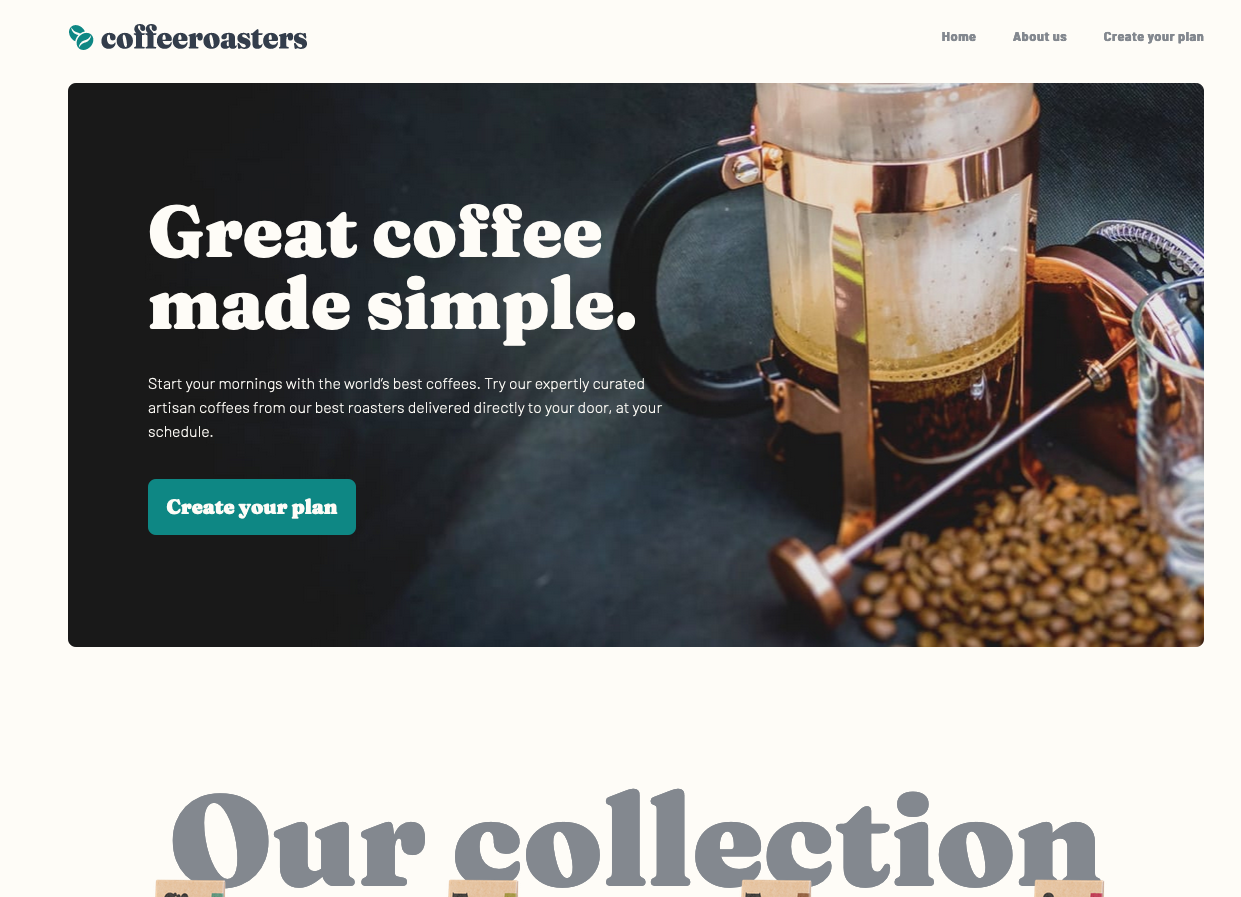 coffeeroasters
Home
About us
Create your plan
Great coffee
made simple.
Start your mornings with the world’s best coffees. Try our expertly curated
artisan coffees from our best roasters delivered directly to your door, at your
schedule.
Create your plan
Our collection